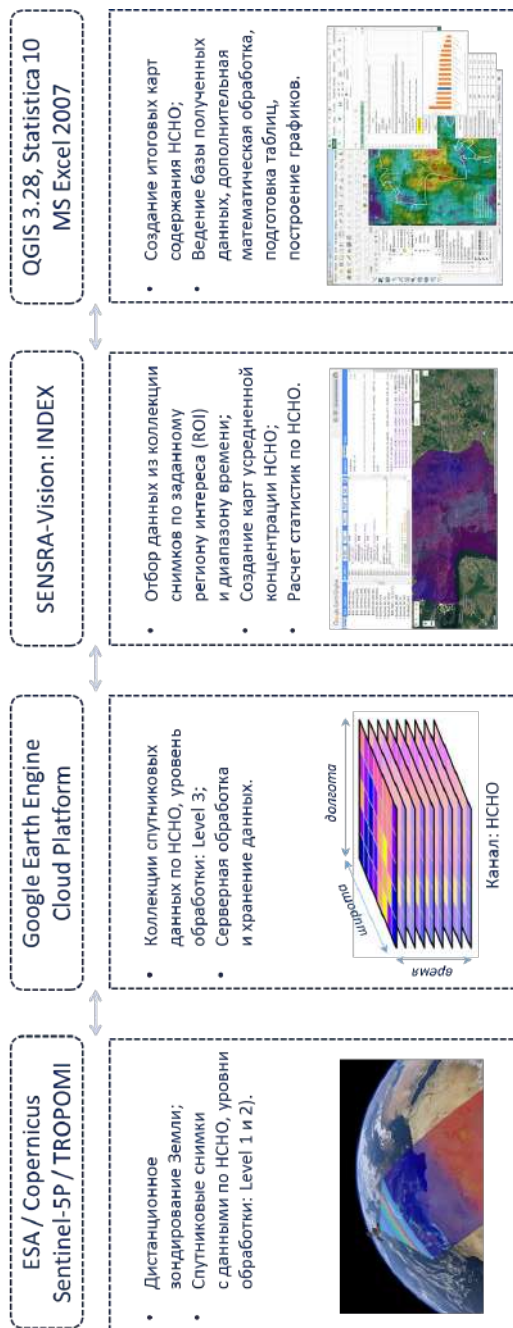 ESA / Copernicus
Sentinel-5P / TROPOMI
• Дистанционное
зондирование Земли;
• Спутниковые снимки
с данными по HCHO, уровни
обработки: Level 1 и 2).
Google Earth Engine
Cloud Platform
• Коллекции спутниковых
данных по HCHO, уровень
обработки: Level 3;
• Серверная обработка
и хранение данных.
долгота
широта
время
Канал: HCHO
SENSRA-Vision: INDEX
• Отбор данных из коллекции
снимков по заданному
региону интереса (ROI)
и диапазону времени;
• Создание карт усредненной
концентрации HCHO;
• Расчет статистик по HCHO.
QGIS 3.28, Statistica 10
MS Excel 2007
• Создание итоговых карт
содержания HCHO;
• Ведение базы полученных
данных, дополнительная
математическая обработка,
подготовка таблиц,
построение графиков.